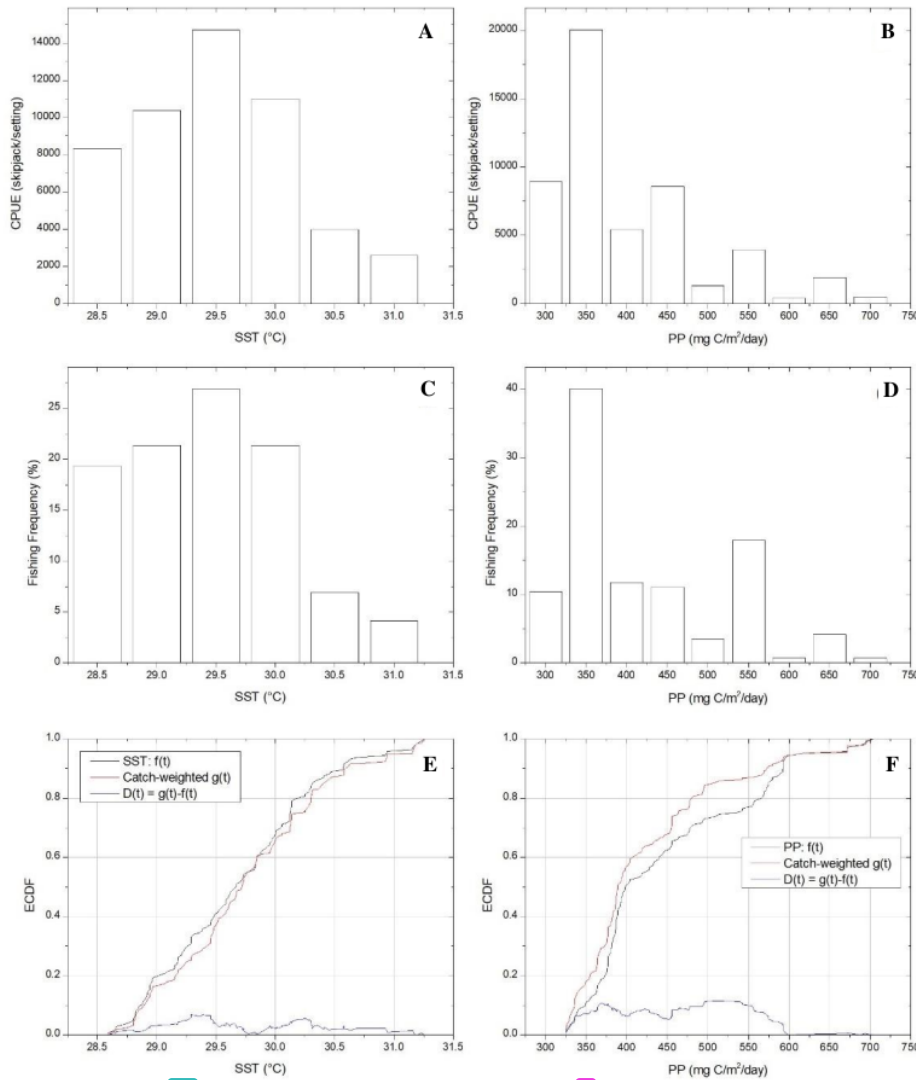 A
14000
12000
10000
8000
6000
4000
2000
0
CPUE (skipjack/setting)
28.5 29.0 29.5 30.0 30.5 31.0 31.5
SST (°C)
B
20000
15000
10000
5000
0
CPUE (skipjack/setting)
300 350 400 450 500 550 600 650 700 750
PP (mg C/m²/day)
C
25
20
15
10
5
0
Fishing Frequency (%)
28.5 29.0 29.5 30.0 30.5 31.0 31.5
SST (°C)
D
40
30
20
10
0
Fishing Frequency (%)
300 350 400 450 500 550 600 650 700 750
PP (mg C/m²/day)
E
1.0
0.8
0.6
0.4
0.2
0.0
ECDF
SST: f(t)
Catch-weighted g(t)
D(t) = g(t)-f(t)
28.5 29.0 29.5 30.0 30.5 31.0 31.5
SST (°C)
F
1.0
0.8
0.6
0.4
0.2
0.0
ECDF
PP: f(t)
Catch-weighted g(t)
D(t) = g(t)-f(t)
300 350 400 450 500 550 600 650 700 750
PP (mg C/m²/day)